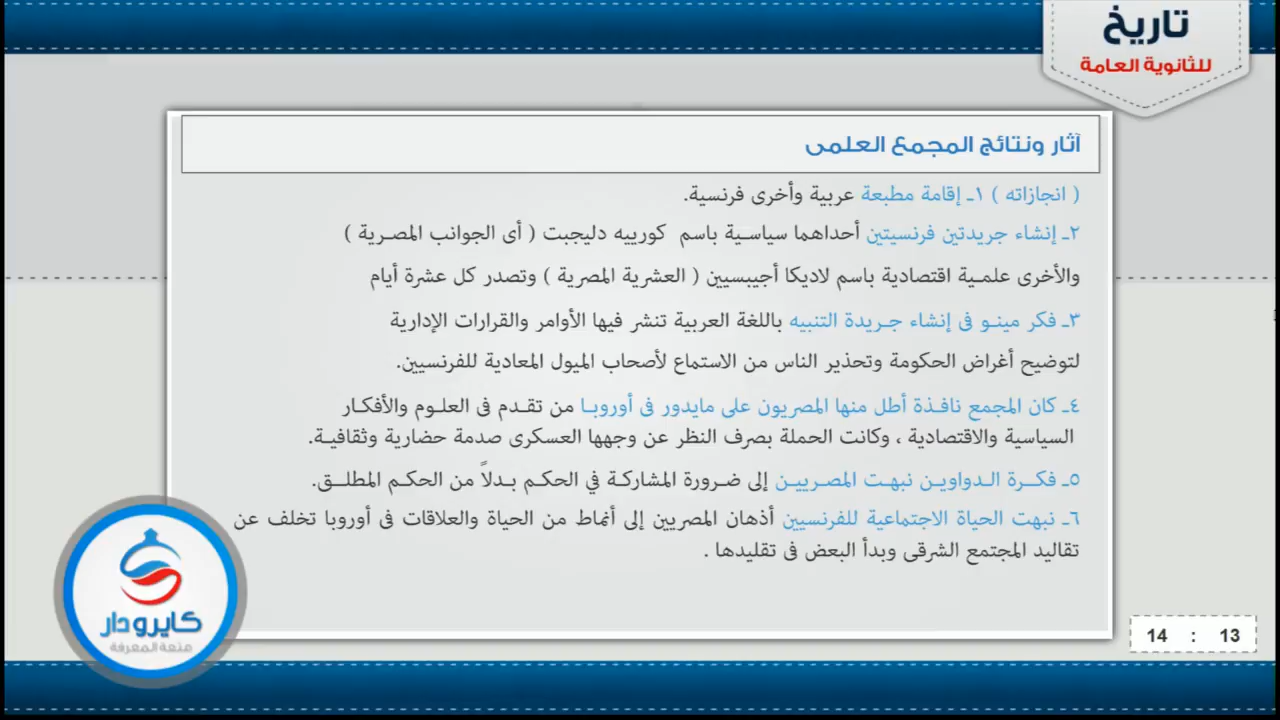 تاريخ
للثانوية العامة
آثار ونتائج المجمع العلمى
( انجازاته ) ١ـ إقامة مطبعة عربية وأخرى فرنسية.
٢ـ إنشاء جريدتين فرنسيتين أحداهما سياسية باسم كورييه دليجبت ( أى الجوانب المصرية )
والأخرى علمية اقتصادية باسم لاديكا أجيبسيين ( العشرية المصرية ) وتصدر كل عشرة أيام
٣ـ فكر مينو فى إنشاء جريدة التنبيه باللغة العربية تنشر فيها الأوامر والقرارات الإدارية
لتوضيح أغراض الحكومة وتحذير الناس من الاستماع لأصحاب الميول المعادية للفرنسيين.
٤ـ كان المجمع نافذة أطل منها المصريون على مايدور فى أوروبا من تقدم فى العلوم والأفكار
السياسية والاقتصادية ، وكانت الحملة بصرف النظر عن وجهها العسكرى صدمة حضارية وثقافية.
٥ـ فكرة الدواوين نبهت المصريين إلى ضرورة المشاركة في الحكم بدلاً من الحكم المطلق.
٦ـ نبهت الحياة الاجتماعية للفرنسيين أذهان المصريين إلى أنماط من الحياة والعلاقات فى أوروبا تخلف عن
تقاليد المجتمع الشرقى وبدأ البعض فى تقليدها .
كايرودار
متعة المعرفة
14 : 13